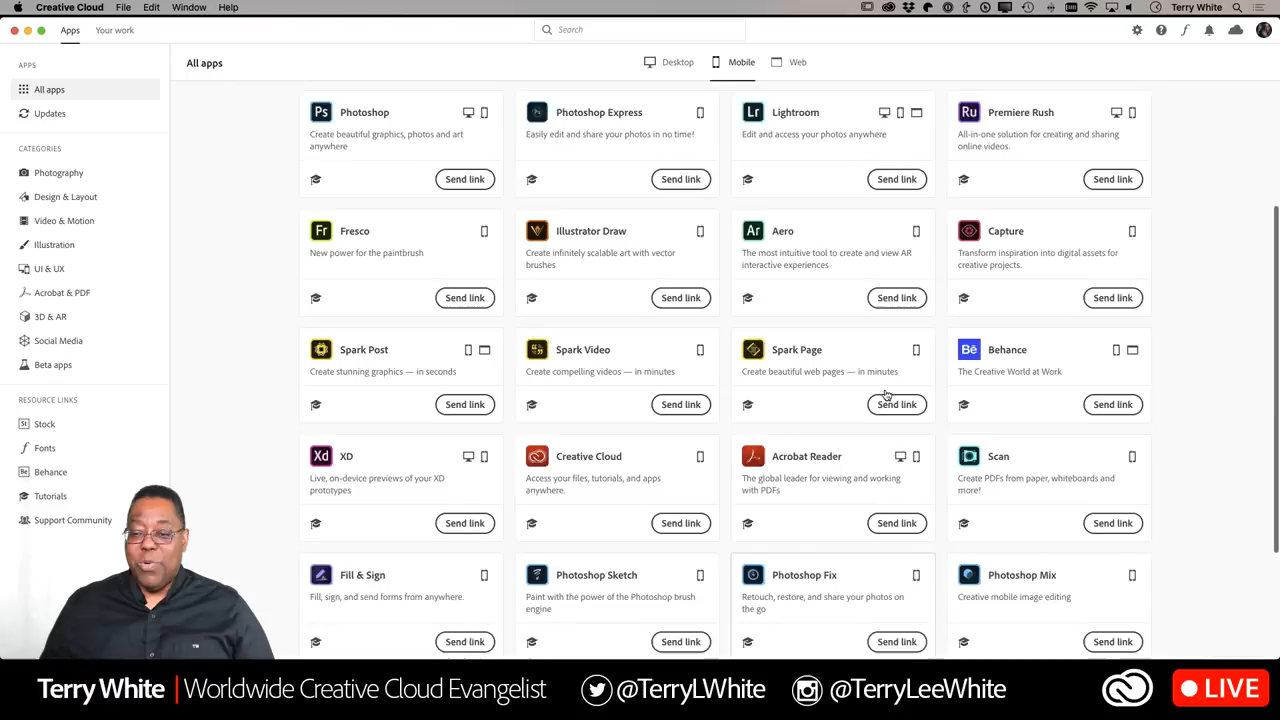 Creative Cloud File Edit Window Help
Terry White
Apps Your work
Search
APPS
All apps
Updates
CATEGORIES
Photography
Design & Layout
Video & Motion
Illustration
UI & UX
Acrobat & PDF
3D & AR
Social Media
Beta apps
RESOURCE LINKS
St Stock
Fonts
Bē Behance
Tutorials
Support Community
All apps
Desktop Mobile Web
Ps Photoshop
Create beautiful graphics, photos and art
anywhere
Send link
Photoshop Express
Easily edit and share your photos in no time!
Send link
Lr Lightroom
Edit and access your photos anywhere
Send link
Ru Premiere Rush
All-in-one solution for creating and sharing
online videos.
Send link
Fr Fresco
New power for the paintbrush
Send link
Illustrator Draw
Create infinitely scalable art with vector
brushes
Send link
Ar Aero
The most intuitive tool to create and view AR
interactive experiences
Send link
Capture
Transform inspiration into digital assets for
creative projects.
Send link
Spark Post
Create stunning graphics — in seconds
Send link
Spark Video
Create compelling videos — in minutes
Send link
Spark Page
Create beautiful web pages — in minutes
Send link
Bē Behance
The Creative World at Work
Send link
Xd XD
Live, on-device previews of your XD
prototypes
Send link
Creative Cloud
Access your files, tutorials, and apps
anywhere.
Send link
Acrobat Reader
The global leader for viewing and working
with PDFs
Send link
Scan
Create PDFs from paper, whiteboards and
more!
Send link
Fill & Sign
Fill, sign, and send forms from anywhere.
Send link
Photoshop Sketch
Paint with the power of the Photoshop brush
engine
Send link
Photoshop Fix
Retouch, restore, and share your photos on
the go
Send link
Photoshop Mix
Creative mobile image editing
Send link
Terry White | Worldwide Creative Cloud Evangelist @TerryLWhite @TerryLeeWhite LIVE